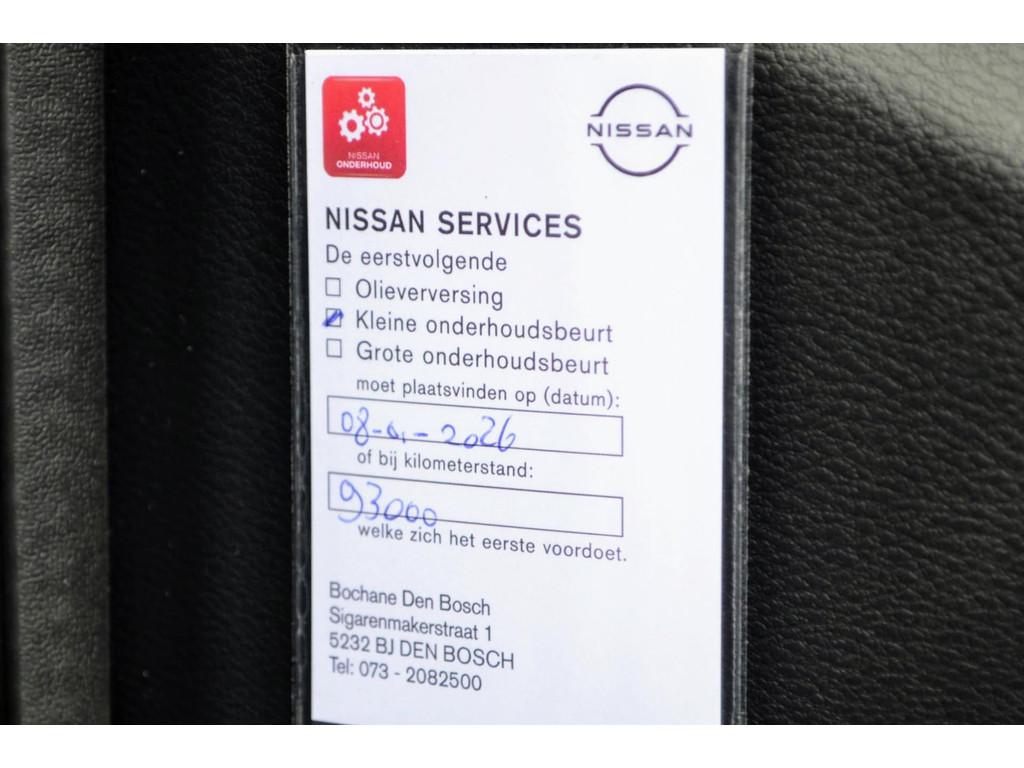 NISSAN
ONDERHOUD
NISSAN
NISSAN SERVICES
De eerstvolgende
Olieverversing
Kleine onderhoudsbeurt
Grote onderhoudsbeurt
moet plaatsvinden op (datum):
08-01-2026
of bij kilometerstand:
93000
welke zich het eerste voordoet.
Bochane Den Bosch
Sigarenmakerstraat 1
5232 BJ DEN BOSCH
Tel: 073 - 2082500